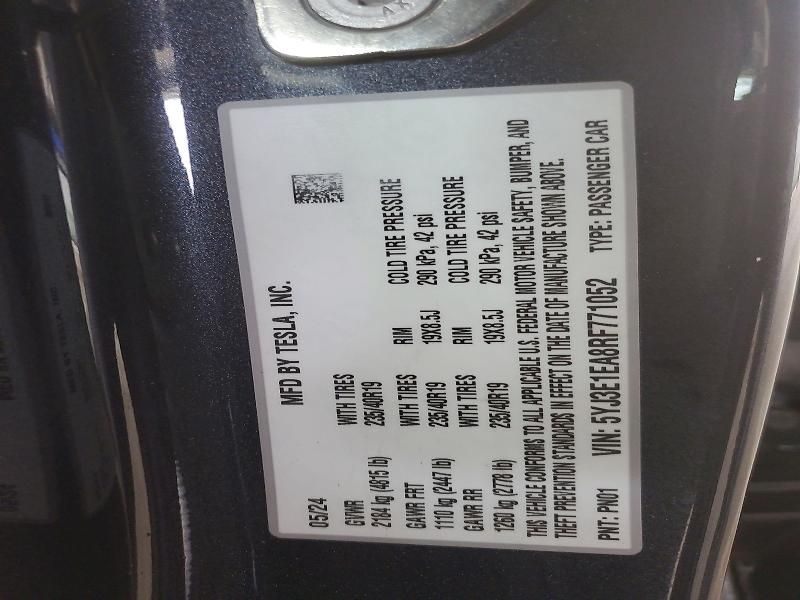 MFD BY TESLA, INC.
05/24
GVWR WITH TIRES RIM COLD TIRE PRESSURE
2184 kg (4815 lb) 235/40R19 19X8.5J 290 kPa, 42 psi
GAWR FRT WITH TIRES RIM COLD TIRE PRESSURE
1110 kg (2447 lb) 235/40R19 19X8.5J 290 kPa, 42 psi
GAWR RR WITH TIRES
1260 kg (2778 lb) 235/40R19
THIS VEHICLE CONFORMS TO ALL APPLICABLE U.S. FEDERAL MOTOR VEHICLE SAFETY, BUMPER, AND
THEFT PREVENTION STANDARDS IN EFFECT ON THE DATE OF MANUFACTURE SHOWN ABOVE.
PNT: PN01 VIN: 5YJ3E1EA8RF771052 TYPE: PASSENGER CAR